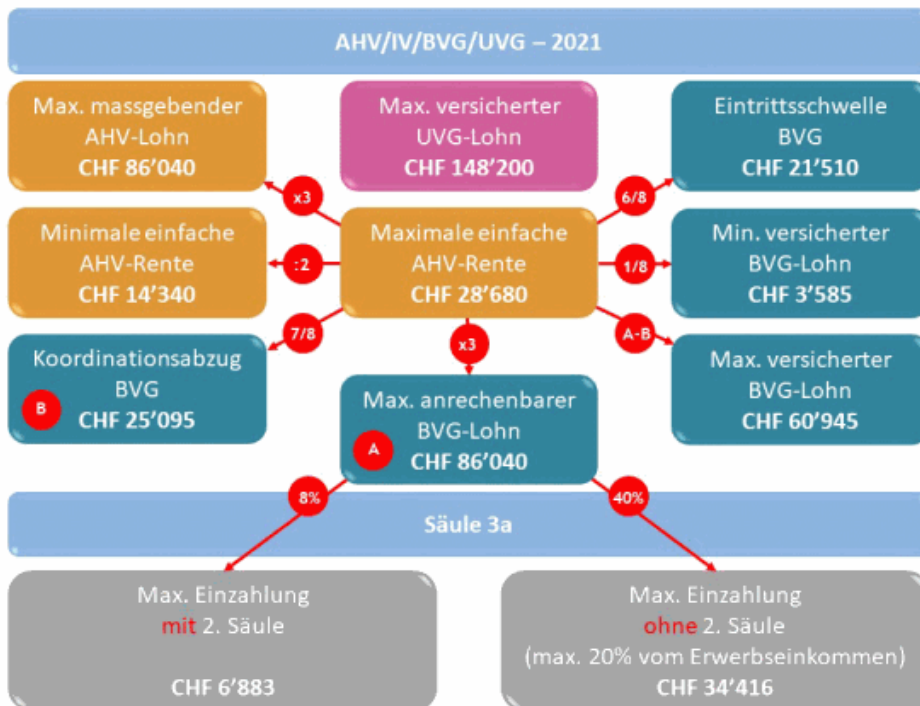 AHV/IV/BVG/UVG – 2021
Max. massgebender
AHV-Lohn
CHF 86’040
Max. versicherter
UVG-Lohn
CHF 148’200
Eintrittsschwelle
BVG
CHF 21’510
x3
6/8
Minimale einfache
AHV-Rente
CHF 14’340
:2
Maximale einfache
AHV-Rente
CHF 28’680
1/8
Min. versicherter
BVG-Lohn
CHF 3’585
7/8
x3
A-B
Koordinationsabzug
BVG
B
CHF 25’095
Max. anrechenbarer
BVG-Lohn
A
CHF 86’040
Max. versicherter
BVG-Lohn
CHF 60’945
8%
40%
Säule 3a
Max. Einzahlung
mit 2. Säule
CHF 6’883
Max. Einzahlung
ohne 2. Säule
(max. 20% vom Erwerbseinkommen)
CHF 34’416